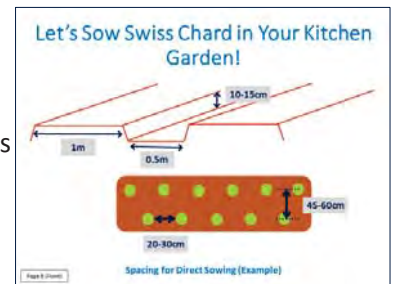 Let's Sow Swiss Chard in Your Kitchen
Garden!
10-15cm
s
1m
0.5m
45-60cm
20-30cm
Spacing for Direct Sowing (Example)